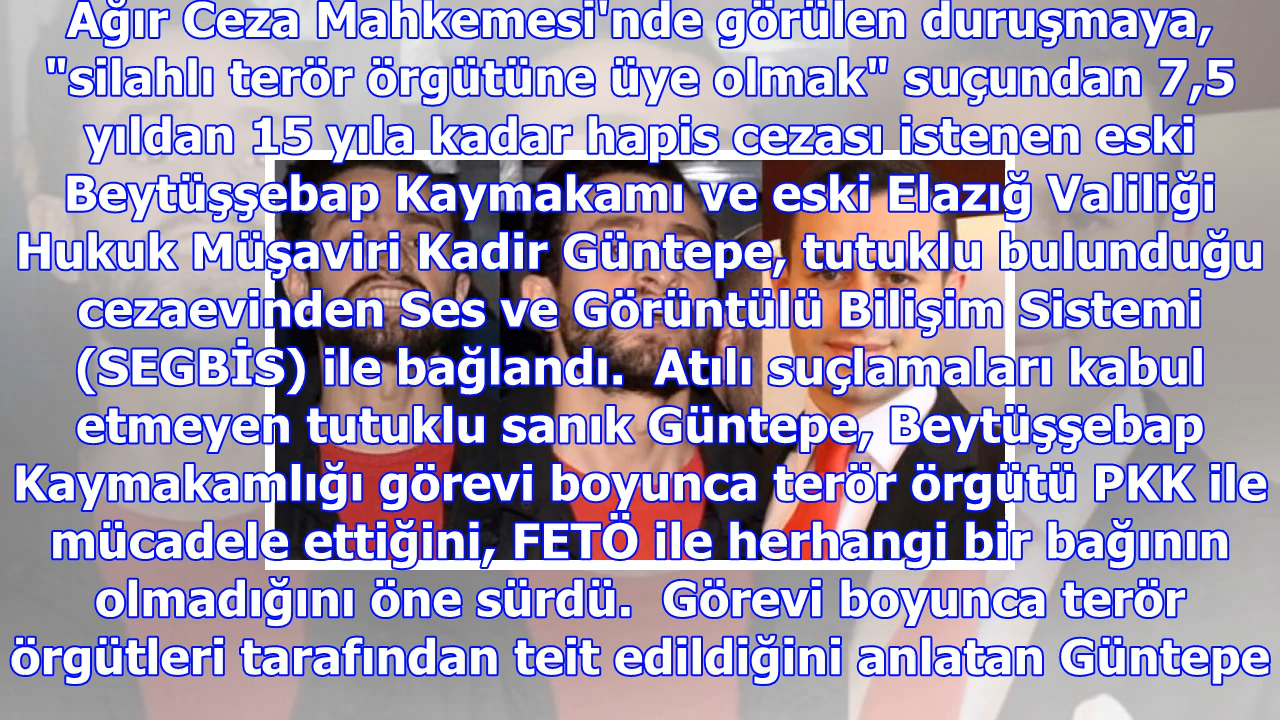 Ağır Ceza Mahkemesi'nde görülen duruşmaya,
"silahlı terör örgütüne üye olmak" suçundan 7,5
yıldan 15 yıla kadar hapis cezası istenen eski
Beytüşşebap Kaymakamı ve eski Elazığ Valiliği
Hukuk Müşaviri Kadir Güntepe, tutuklu bulunduğu
cezaevinden Ses ve Görüntülü Bilişim Sistemi
(SEGBİS) ile bağlandı.  Atılı suçlamaları kabul
etmeyen tutuklu sanık Güntepe, Beytüşşebap
Kaymakamlığı görevi boyunca terör örgütü PKK ile
mücadele ettiğini, FETÖ ile herhangi bir bağının
olmadığını öne sürdü.  Görevi boyunca terör
örgütleri tarafından teit edildiğini anlatan Güntepe